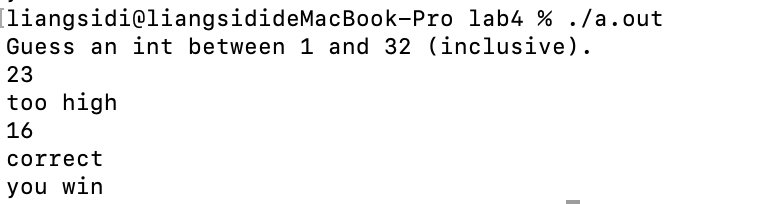 [liangsidi@liangsidideMacBook-Pro lab4 % ./a.out
Guess an int between 1 and 32 (inclusive).
23
too high
16
correct
you win